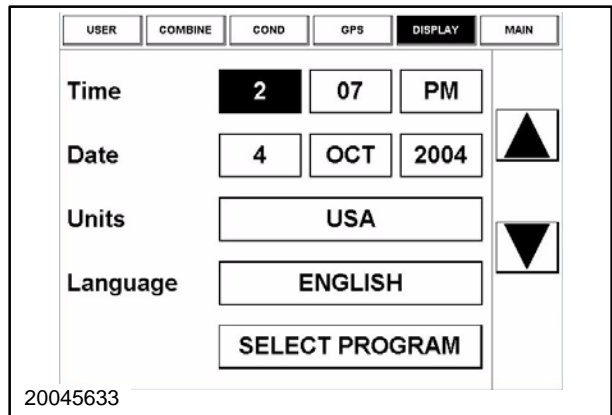 USER COMBINE COND GPS DISPLAY MAIN
Time 2 07 PM
Date 4 OCT 2004
Units USA
Language ENGLISH
SELECT PROGRAM
20045633